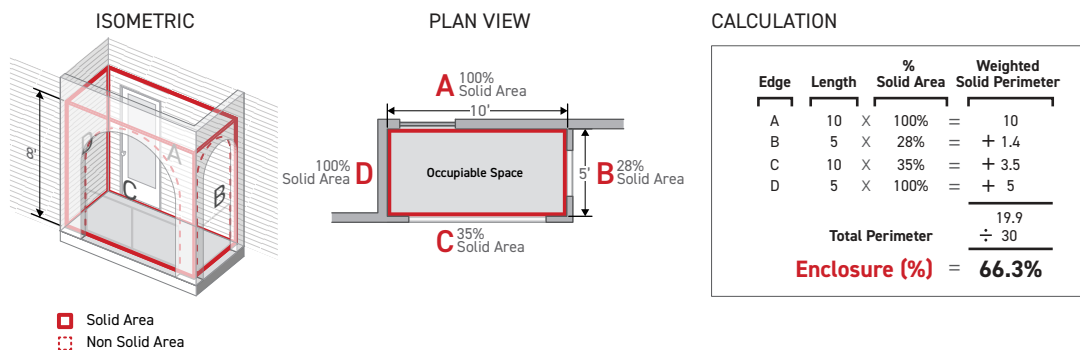 ISOMETRIC
8'
D
A
C
B
Solid Area
Non Solid Area
PLAN VIEW
A 100%
Solid Area
10'
100%
Solid Area D
Occupiable Space
5'
B 28%
Solid Area
C 35%
Solid Area
CALCULATION
Edge Length % Solid Area Weighted Solid Perimeter
A 10 X 100% = 10
B 5 X 28% = + 1.4
C 10 X 35% = + 3.5
D 5 X 100% = + 5
19.9
Total Perimeter ÷ 30
Enclosure (%) = 66.3%